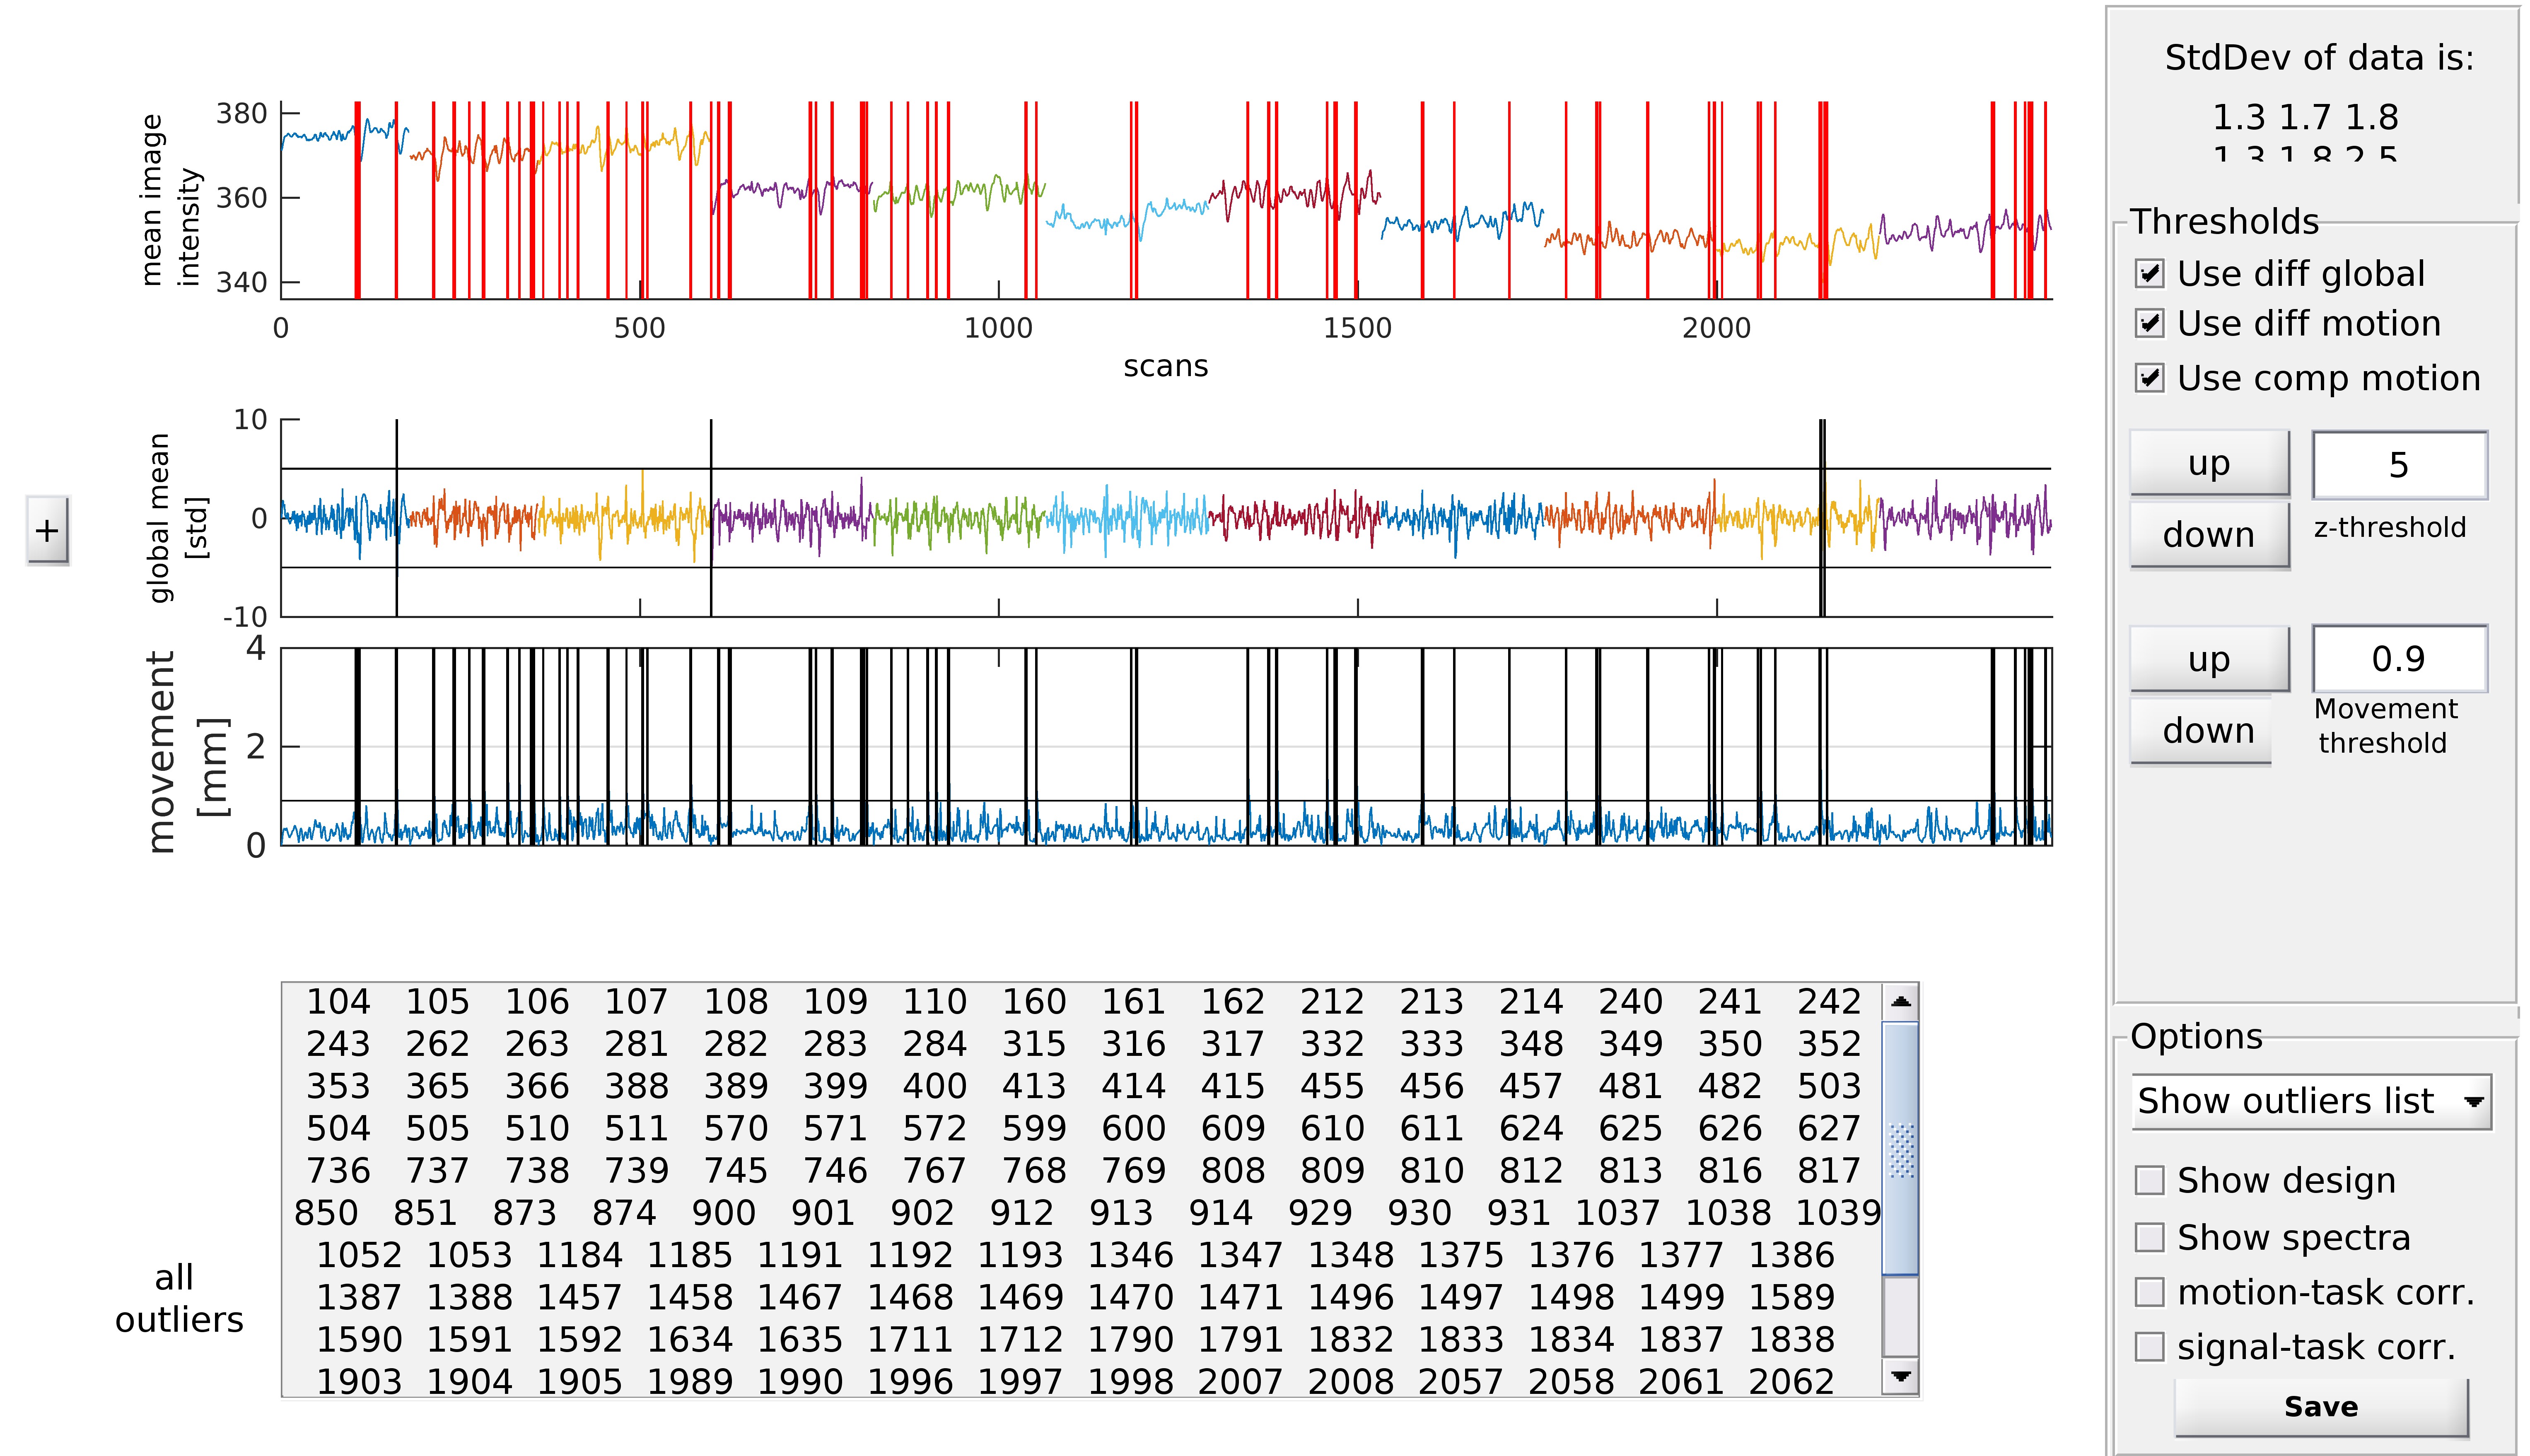 StdDev of data is:
1.3 1.7 1.8
1.3 1.8 2.5
mean image
intensity
380
360
340
0 500 1000 1500 2000
scans
+
global mean
[std]
10
0
-10
movement
[mm]
4
2
0
all
outliers
104 105 106 107 108 109 110 160 161 162 212 213 214 240 241 242
243 262 263 281 282 283 284 315 316 317 332 333 348 349 350 352
353 365 366 388 389 399 400 413 414 415 455 456 457 481 482 503
504 505 510 511 570 571 572 599 600 609 610 611 624 625 626 627
736 737 738 739 745 746 767 768 769 808 809 810 812 813 816 817
850 851 873 874 900 901 902 912 913 914 929 930 931 1037 1038 1039
1052 1053 1184 1185 1191 1192 1193 1346 1347 1348 1375 1376 1377 1386
1387 1388 1457 1458 1467 1468 1469 1470 1471 1496 1497 1498 1499 1589
1590 1591 1592 1634 1635 1711 1712 1790 1791 1832 1833 1834 1837 1838
1903 1904 1905 1989 1990 1996 1997 1998 2007 2008 2057 2058 2061 2062
Thresholds
Use diff global
Use diff motion
Use comp motion
up
5
down
z-threshold
up
0.9
down
Movement
threshold
Options
Show outliers list
Show design
Show spectra
motion-task corr.
signal-task corr.
Save